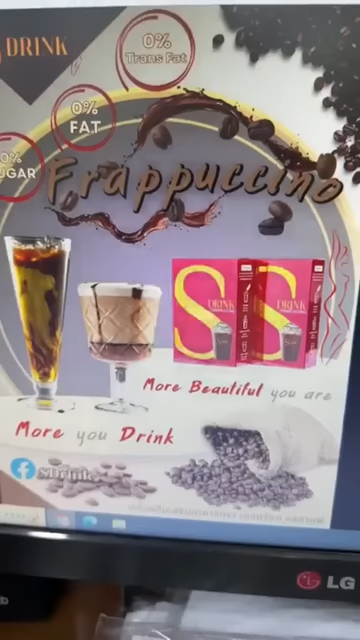 DRINK
0%
Trans Fat
0%
FAT
0%
UGAR
Frappuccino
S DRINK
S DRINK
More Beautiful you are
More you Drink
SDrink
LG